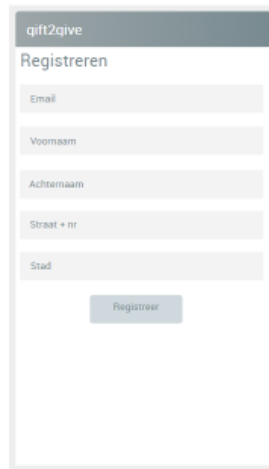 gift2give
Registreren
Email
Voornaam
Achternaam
Straat + nr
Stad
Registreer